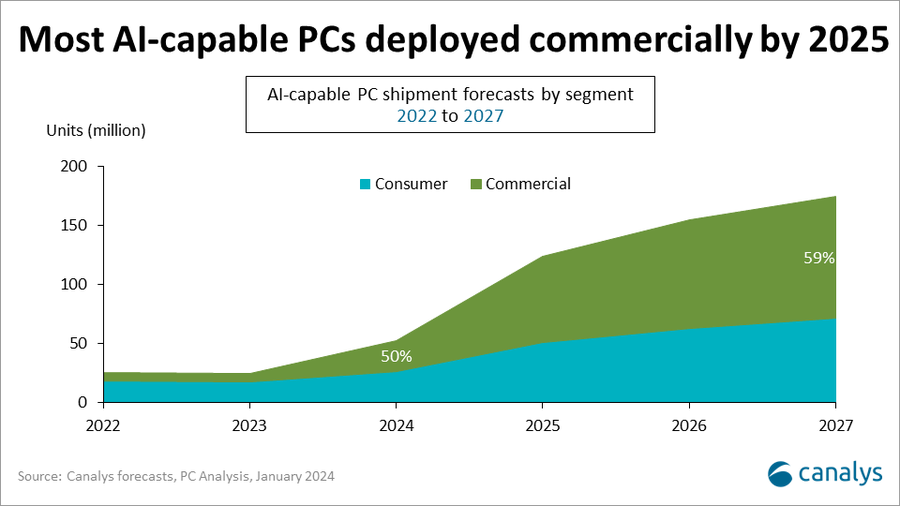 Most AI-capable PCs deployed commercially by 2025
AI-capable PC shipment forecasts by segment
2022 to 2027
Units (million)
Consumer Commercial
200
150
100
50
0
59%
50%
2022 2023 2024 2025 2026 2027
Source: Canalys forecasts, PC Analysis, January 2024
canalys